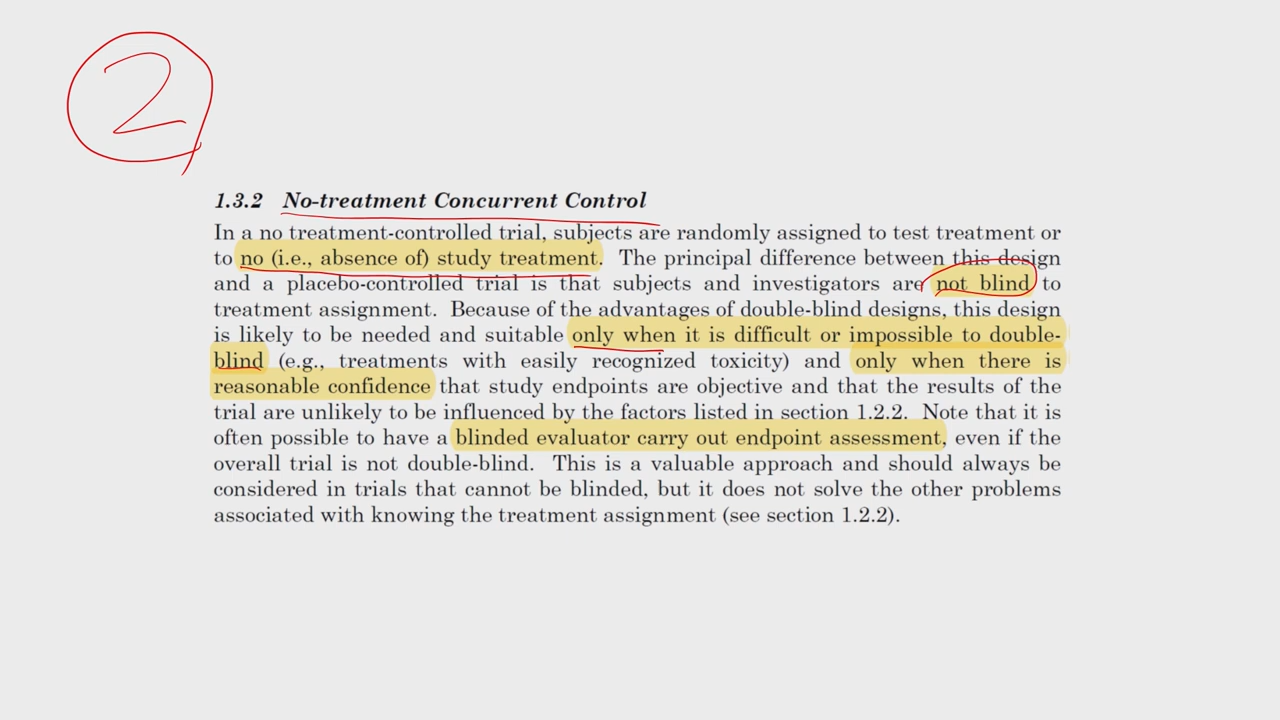 2
1.3.2 No-treatment Concurrent Control
In a no treatment-controlled trial, subjects are randomly assigned to test treatment or
to no (i.e., absence of) study treatment. The principal difference between this design
and a placebo-controlled trial is that subjects and investigators are not blind to
treatment assignment. Because of the advantages of double-blind designs, this design
is likely to be needed and suitable only when it is difficult or impossible to double-
blind (e.g., treatments with easily recognized toxicity) and only when there is
reasonable confidence that study endpoints are objective and that the results of the
trial are unlikely to be influenced by the factors listed in section 1.2.2. Note that it is
often possible to have a blinded evaluator carry out endpoint assessment, even if the
overall trial is not double-blind. This is a valuable approach and should always be
considered in trials that cannot be blinded, but it does not solve the other problems
associated with knowing the treatment assignment (see section 1.2.2).